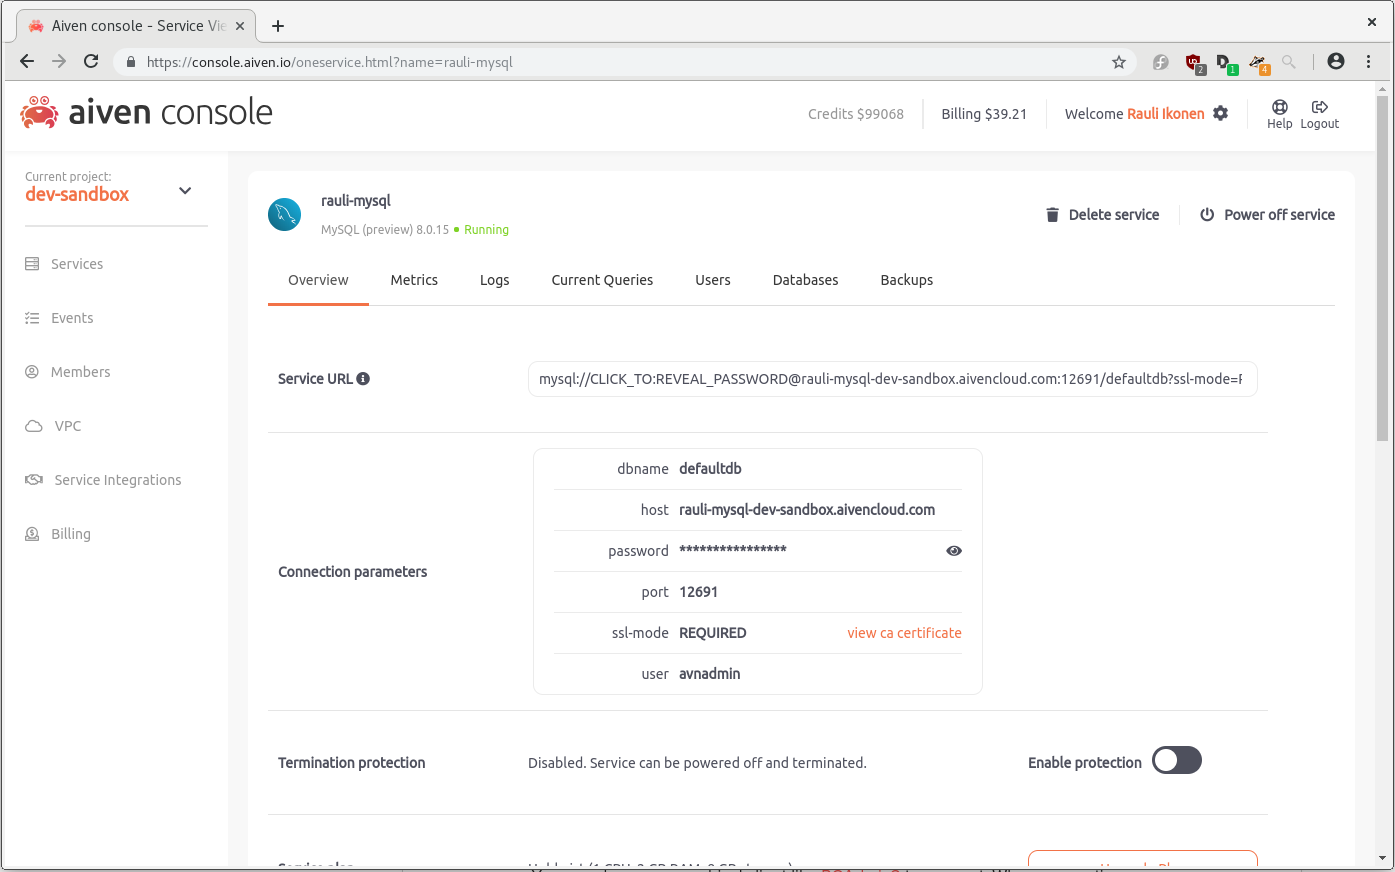 Aiven console - Service Vie
https://console.aiven.io/oneservice.html?name=rauli-mysql
2
1
4
aiven console
Credits $99068
Billing $39.21
Welcome Rauli Ikonen
Help
Logout
Current project:
dev-sandbox
Services
Events
Members
VPC
Service Integrations
Billing
rauli-mysql
MySQL (preview) 8.0.15 Running
Delete service
Power off service
Overview
Metrics
Logs
Current Queries
Users
Databases
Backups
Service URL
mysql://CLICK_TO:REVEAL_PASSWORD@rauli-mysql-dev-sandbox.aivencloud.com:12691/defaultdb?ssl-mode=
Connection parameters
dbname defaultdb
host rauli-mysql-dev-sandbox.aivencloud.com
password ****************
port 12691
ssl-mode REQUIRED view ca certificate
user avnadmin
Termination protection
Disabled. Service can be powered off and terminated.
Enable protection